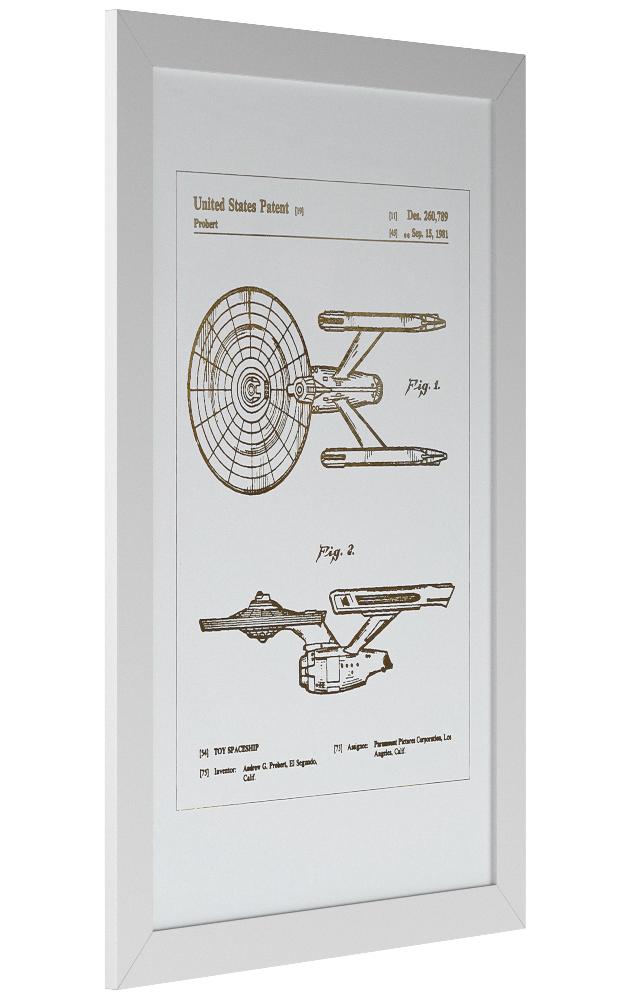 United States Patent [19]
Probert
[11] Des. 260,789
[45] ** Sep. 15, 1981
Fig. 1.
Fig. 2.
[54] TOY SPACESHIP
[75] Inventor: Andrew G. Probert, El Segundo,
Calif.
[73] Assignee: Paramount Pictures Corporation, Los
Angeles, Calif.